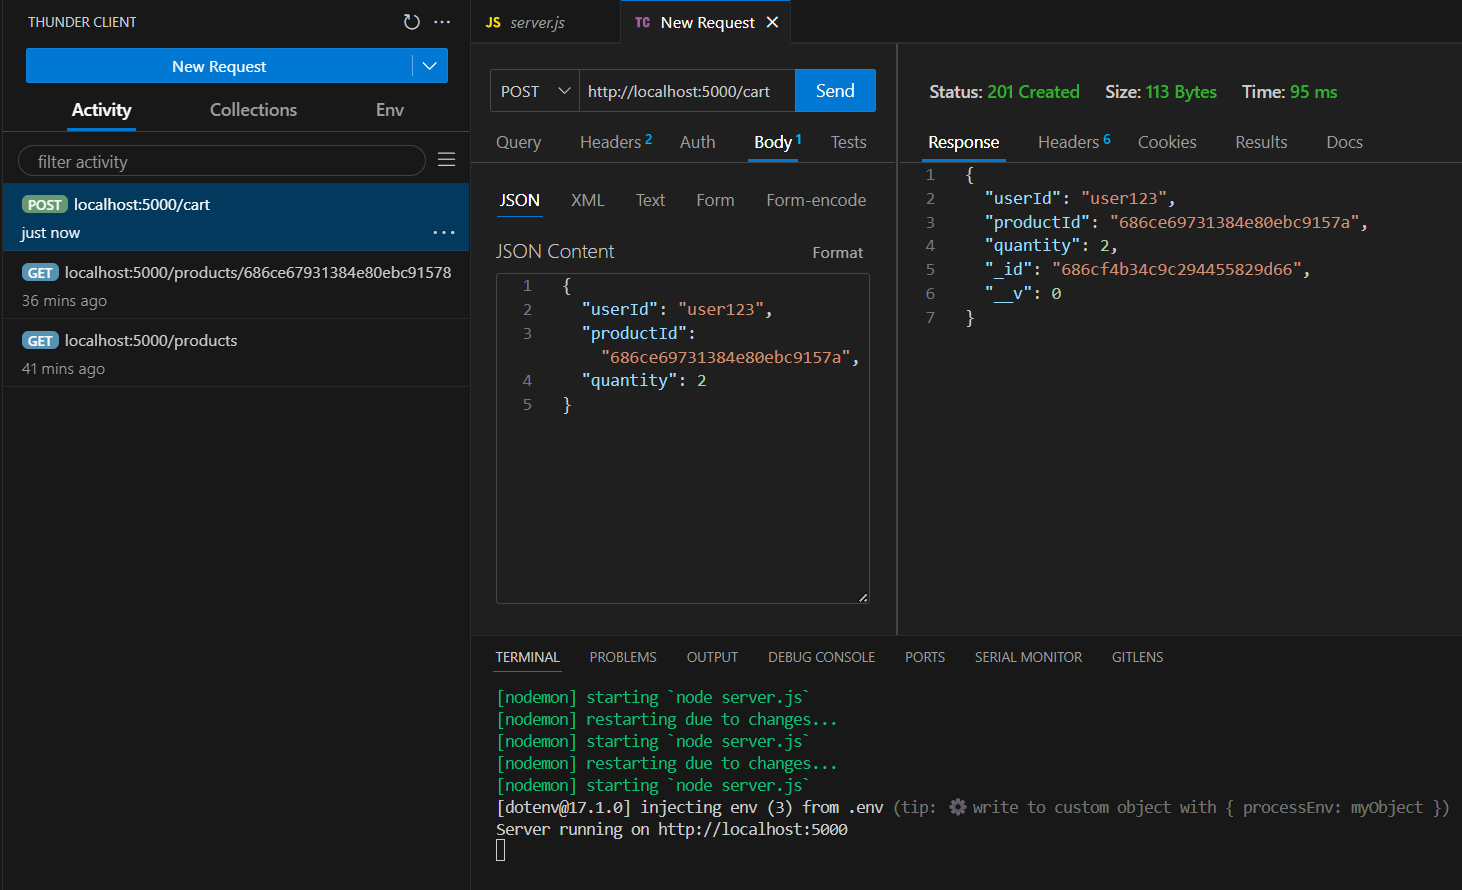 THUNDER CLIENT
New Request
Activity Collections Env
filter activity
POST localhost:5000/cart
just now
GET localhost:5000/products/686ce67931384e80ebc91578
36 mins ago
GET localhost:5000/products
41 mins ago
JS server.js TC New Request
POST http://localhost:5000/cart Send
Query Headers 2 Auth Body 1 Tests
JSON XML Text Form Form-encode
JSON Content Format
1 {
2 "userId": "user123",
3 "productId":
"686ce69731384e80ebc9157a",
4 "quantity": 2
5 }
Status: 201 Created Size: 113 Bytes Time: 95 ms
Response Headers 6 Cookies Results Docs
1 {
2 "userId": "user123",
3 "productId": "686ce69731384e80ebc9157a",
4 "quantity": 2,
5 "_id": "686cf4b34c9c294455829d66",
6 "__v": 0
7 }
TERMINAL PROBLEMS OUTPUT DEBUG CONSOLE PORTS SERIAL MONITOR GITLENS
[nodemon] starting `node server.js`
[nodemon] restarting due to changes...
[nodemon] starting `node server.js`
[nodemon] restarting due to changes...
[nodemon] starting `node server.js`
[dotenv@17.1.0] injecting env (3) from .env (tip: ⚙ write to custom object with { processEnv: myObject })
Server running on http://localhost:5000